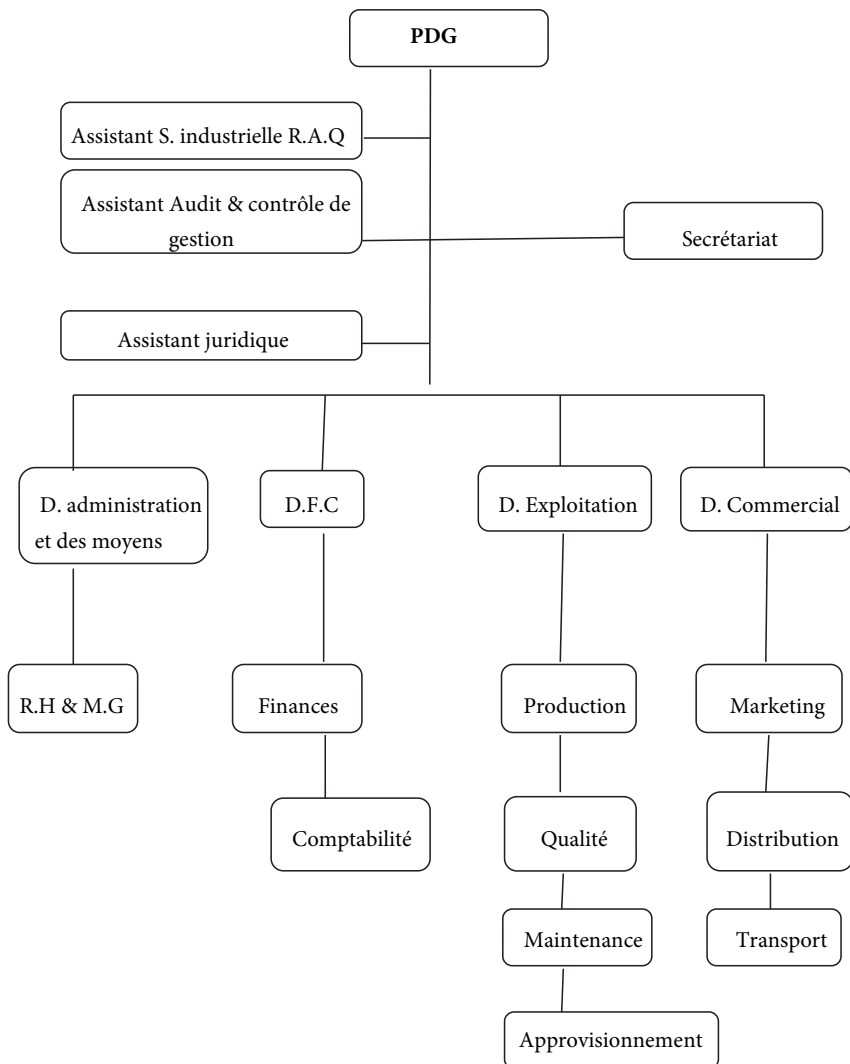 PDG
Assistant S. industrielle R.A.Q
Assistant Audit & contrôle de
gestion
Secrétariat
Assistant juridique
D. administration
et des moyens
D.F.C
D. Exploitation
D. Commercial
R.H & M.G
Finances
Production
Marketing
Comptabilité
Qualité
Distribution
Maintenance
Transport
Approvisionnement